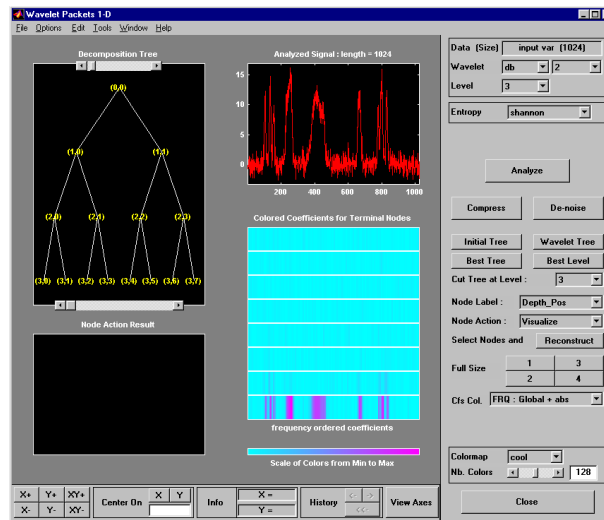 Wavelet Packets 1-D
File Options Edit Tools Window Help
Decomposition Tree
(0,0)
(1,0) (1,1)
(2,0) (2,1) (2,2) (2,3)
(3,0) (3,1) (3,2) (3,3) (3,4) (3,5) (3,6) (3,7)
Node Action Result
Analyzed Signal : length = 1024
15
10
5
0
200 400 600 800 1000
Colored Coefficients for Terminal Nodes
frequency ordered coefficients
Scale of Colors from Min to Max
Data (Size) input var (1024)
Wavelet db 2
Level 3
Entropy shannon
Analyze
Compress De-noise
Initial Tree Wavelet Tree
Best Tree Best Level
Cut Tree at Level : 3
Node Label : Depth_Pos
Node Action : Visualize
Select Nodes and Reconstruct
Full Size 1 3
2 4
Cfs Col. FRQ : Global + abs
Colormap cool
Nb. Colors 128
Close
X+ Y+ XY+
X- Y- XY-
Center On X Y
Info X =
Y =
History <- ->
<<-
View Axes